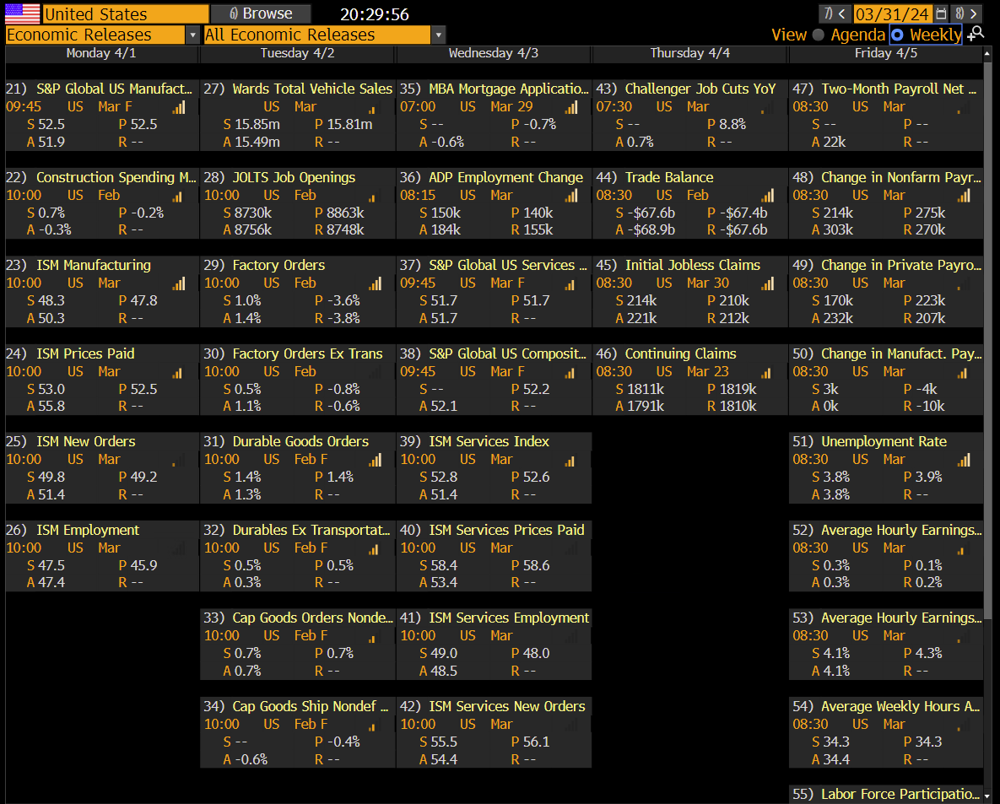 United States Browse 20:29:56 7) < 03/31/24 8) >
Economic Releases All Economic Releases View Agenda Weekly
Monday 4/1 Tuesday 4/2 Wednesday 4/3 Thursday 4/4 Friday 4/5
21) S&P Global US Manufact... 27) Wards Total Vehicle Sales 35) MBA Mortgage Applicatio... 43) Challenger Job Cuts YoY 47) Two-Month Payroll Net ...
09:45 US Mar F US Mar 07:00 US Mar 29 07:30 US Mar 08:30 US Mar
S 52.5 P 52.5 S 15.85m P 15.81m S -- P -0.7% S -- P 8.8% S -- P --
A 51.9 R -- A 15.49m R -- A -0.6% R -- A 0.7% R -- A 22k R --
22) Construction Spending M... 28) JOLTS Job Openings 36) ADP Employment Change 44) Trade Balance 48) Change in Nonfarm Payr...
10:00 US Feb 10:00 US Feb 08:15 US Mar 08:30 US Feb 08:30 US Mar
S 0.7% P -0.2% S 8730k P 8863k S 150k P 140k S -$67.6b P -$67.4b S 214k P 275k
A -0.3% R -- A 8756k R 8748k A 184k R 155k A -$68.9b R -$67.6b A 303k R 270k
23) ISM Manufacturing 29) Factory Orders 37) S&P Global US Services ... 45) Initial Jobless Claims 49) Change in Private Payro...
10:00 US Mar 10:00 US Feb 09:45 US Mar F 08:30 US Mar 30 08:30 US Mar
S 48.3 P 47.8 S 1.0% P -3.6% S 51.7 P 51.7 S 214k P 210k S 170k P 223k
A 50.3 R -- A 1.4% R -3.8% A 51.7 R -- A 221k R 212k A 232k R 207k
24) ISM Prices Paid 30) Factory Orders Ex Trans 38) S&P Global US Composit... 46) Continuing Claims 50) Change in Manufact. Pay...
10:00 US Mar 10:00 US Feb 09:45 US Mar F 08:30 US Mar 23 08:30 US Mar
S 53.0 P 52.5 S 0.5% P -0.8% S -- P 52.2 S 1811k P 1819k S 3k P -4k
A 55.8 R -- A 1.1% R -0.6% A 52.1 R -- A 1791k R 1810k A 0k R -10k
25) ISM New Orders 31) Durable Goods Orders 39) ISM Services Index 51) Unemployment Rate
10:00 US Mar 10:00 US Feb F 10:00 US Mar 08:30 US Mar
S 49.8 P 49.2 S 1.4% P 1.4% S 52.8 P 52.6 S 3.8% P 3.9%
A 51.4 R -- A 1.3% R -- A 51.4 R -- A 3.8% R --
26) ISM Employment 32) Durables Ex Transportat... 40) ISM Services Prices Paid 52) Average Hourly Earnings...
10:00 US Mar 10:00 US Feb F 10:00 US Mar 08:30 US Mar
S 47.5 P 45.9 S 0.5% P 0.5% S 58.4 P 58.6 S 0.3% P 0.1%
A 47.4 R -- A 0.3% R -- A 53.4 R -- A 0.3% R 0.2%
33) Cap Goods Orders Nonde... 41) ISM Services Employment 53) Average Hourly Earnings...
10:00 US Feb F 10:00 US Mar 08:30 US Mar
S 0.7% P 0.7% S 49.0 P 48.0 S 4.1% P 4.3%
A 0.7% R -- A 48.5 R -- A 4.1% R --
34) Cap Goods Ship Nondef ... 42) ISM Services New Orders 54) Average Weekly Hours A...
10:00 US Feb F 10:00 US Mar 08:30 US Mar
S -- P -0.4% S 55.5 P 56.1 S 34.3 P 34.3
A -0.6% R -- A 54.4 R -- A 34.4 R --
55) Labor Force Participatio...